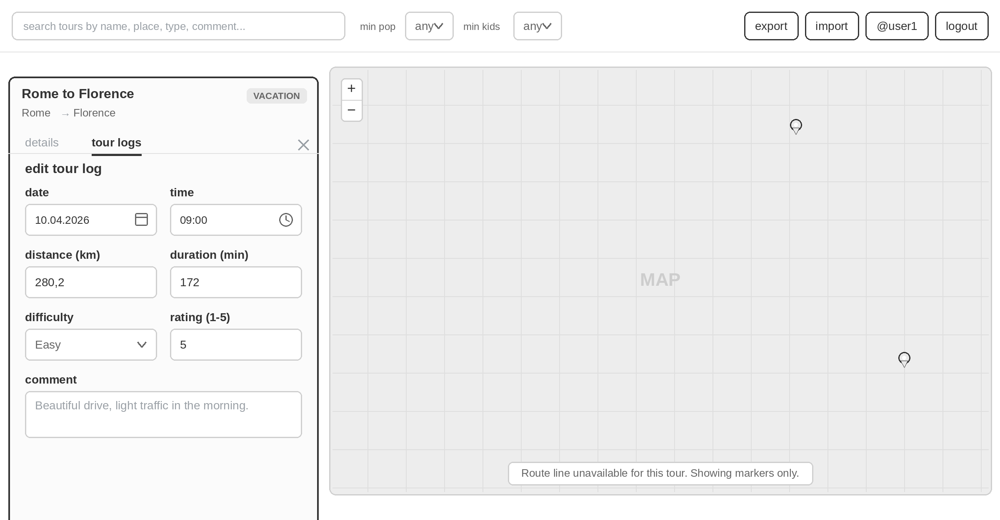 search tours by name, place, type, comment...
min pop
any
min kids
any
export
import
@user1
logout
Rome to Florence
VACATION
Rome → Florence
details
tour logs
edit tour log
date
time
10.04.2026
09:00
distance (km)
duration (min)
280,2
172
difficulty
rating (1-5)
Easy
5
comment
Beautiful drive, light traffic in the morning.
+
−
MAP
Route line unavailable for this tour. Showing markers only.